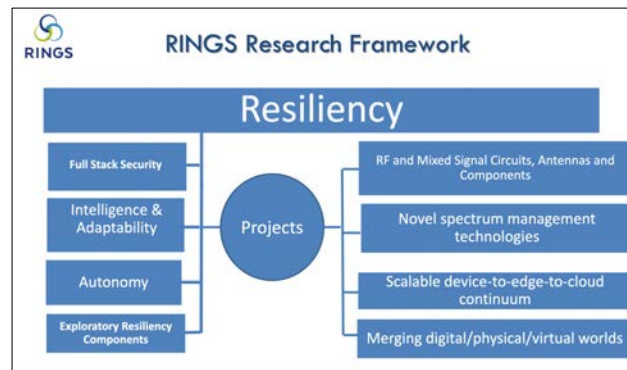 RINGS
RINGS Research Framework
Resiliency
Full Stack Security
Intelligence &
Adaptability
Autonomy
Exploratory Resiliency
Components
Projects
RF and Mixed Signal Circuits, Antennas and
Components
Novel spectrum management
technologies
Scalable device-to-edge-to-cloud
continuum
Merging digital/physical/virtual worlds